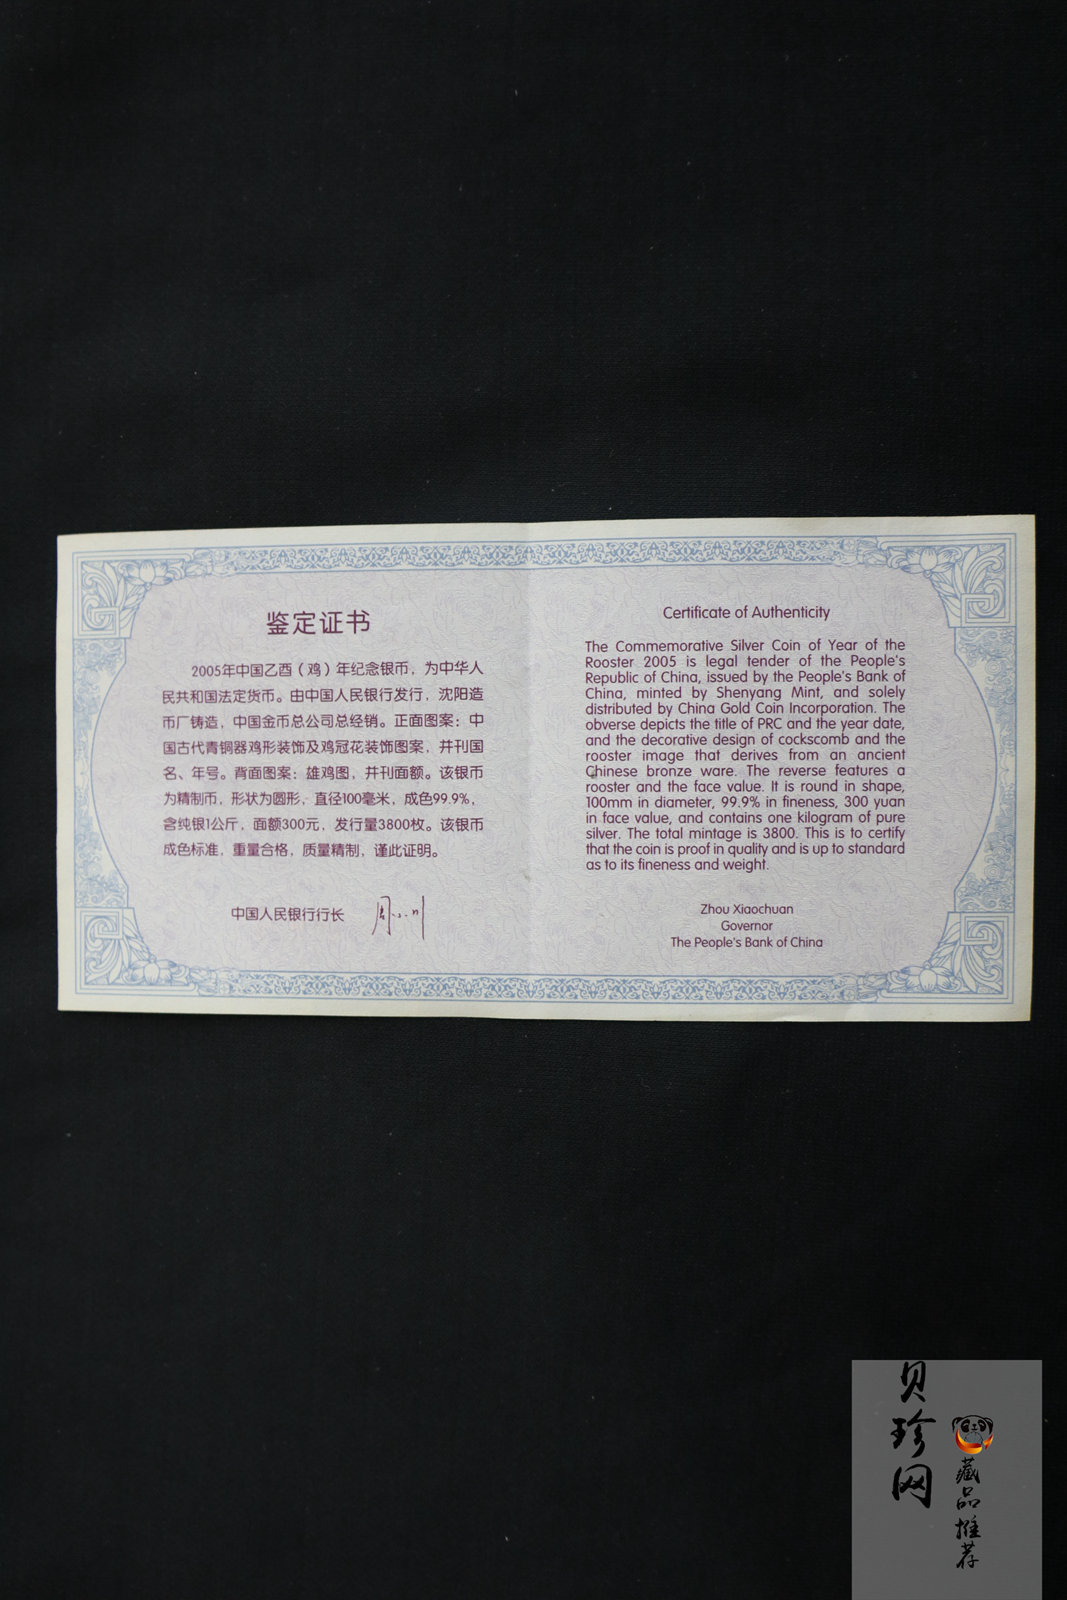 鉴定证书
2005年中国乙酉（鸡）年纪念银币，为中华人
民共和国法定货币。由中国人民银行发行，沈阳造
币厂铸造，中国金币总公司总经销。正面图案：中
国古代青铜器鸡形装饰及鸡冠花装饰图案，并刊国
名、年号。背面图案：雄鸡图，并刊面额。该银币
为精制币，形状为圆形，直径100毫米，成色99.9%，
含纯银1公斤，面额300元，发行量3800枚。该银币
成色标准，重量合格，质量精制，谨此证明。
中国人民银行行长 周小川
Certificate of Authenticity
The Commemorative Silver Coin of Year of the
Rooster 2005 is legal tender of the People's
Republic of China, issued by the People's Bank of
China, minted by Shenyang Mint, and solely
distributed by China Gold Coin Incorporation. The
obverse depicts the title of PRC and the year date,
and the decorative design of cockscomb and the
rooster image that derives from an ancient
Chinese bronze ware. The reverse features a
rooster and the face value. It is round in shape,
100mm in diameter, 99.9% in fineness, 300 yuan
in face value, and contains one kilogram of pure
silver. The total mintage is 3800. This is to certify
that the coin is proof in quality and is up to standard
as to its fineness and weight.
Zhou Xiaochuan
Governor
The People's Bank of China
贝珍网
藏品推荐